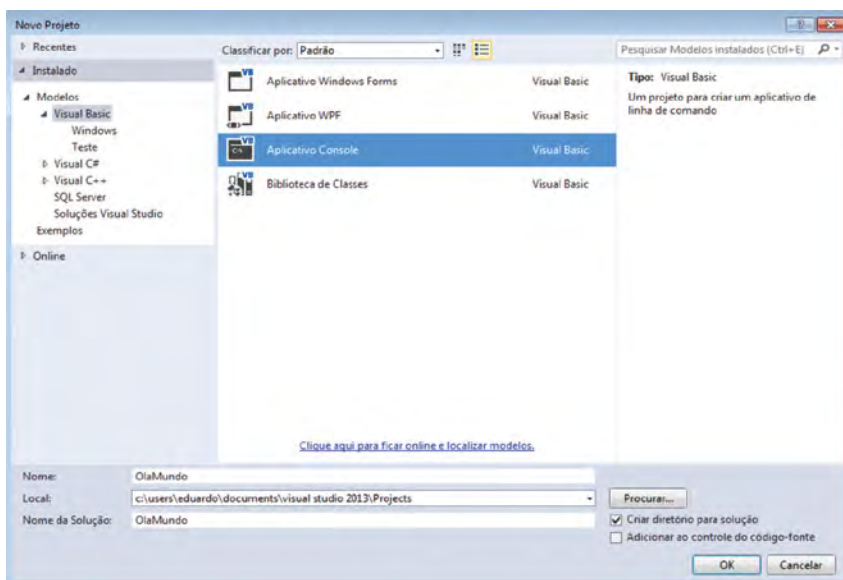 Novo Projeto
Recentes
Classificar por: Padrão
Pesquisar Modelos instalados (Ctrl+E)
Instalado
Modelos
Visual Basic
Windows
Teste
Visual C#
Visual C++
SQL Server
Soluções Visual Studio
Exemplos
Online
VB
Aplicativo Windows Forms Visual Basic
VB
Aplicativo WPF Visual Basic
VB
C:\
Aplicativo Console Visual Basic
VB
Biblioteca de Classes Visual Basic
Tipo: Visual Basic
Um projeto para criar um aplicativo de
linha de comando
Clique aqui para ficar online e localizar modelos.
Nome: OlaMundo
Local: c:\users\eduardo\documents\visual studio 2013\Projects
Procurar...
Nome da Solução: OlaMundo
Criar diretório para solução
Adicionar ao controle do código-fonte
OK Cancelar